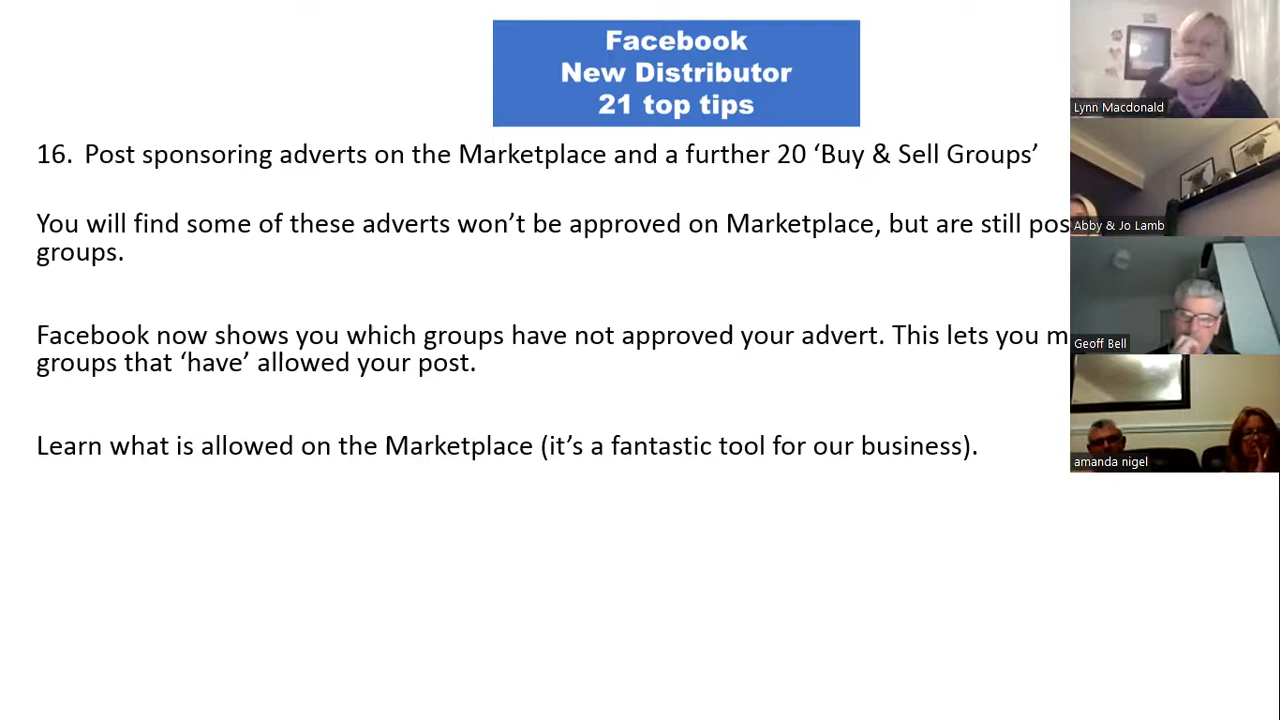 Facebook
New Distributor
21 top tips
16. Post sponsoring adverts on the Marketplace and a further 20 ‘Buy & Sell Groups’
You will find some of these adverts won’t be approved on Marketplace, but are still
groups.
Facebook now shows you which groups have not approved your advert. This lets you
groups that ‘have’ allowed your post.
Learn what is allowed on the Marketplace (it’s a fantastic tool for our business).
Lynn Macdonald
Abby & Jo Lamb
Geoff Bell
amanda nigel